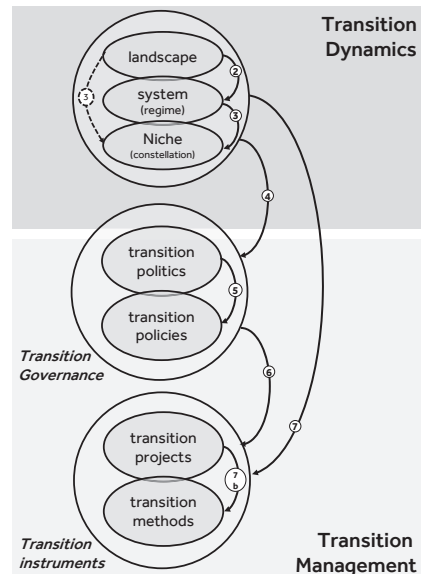 Transition
Dynamics
landscape
2
system
(regime)
3
3
Niche
(constellation)
4
transition
politics
5
transition
policies
Transition
Governance
6
7
transition
projects
7
b
transition
methods
Transition
instruments
Transition
Management